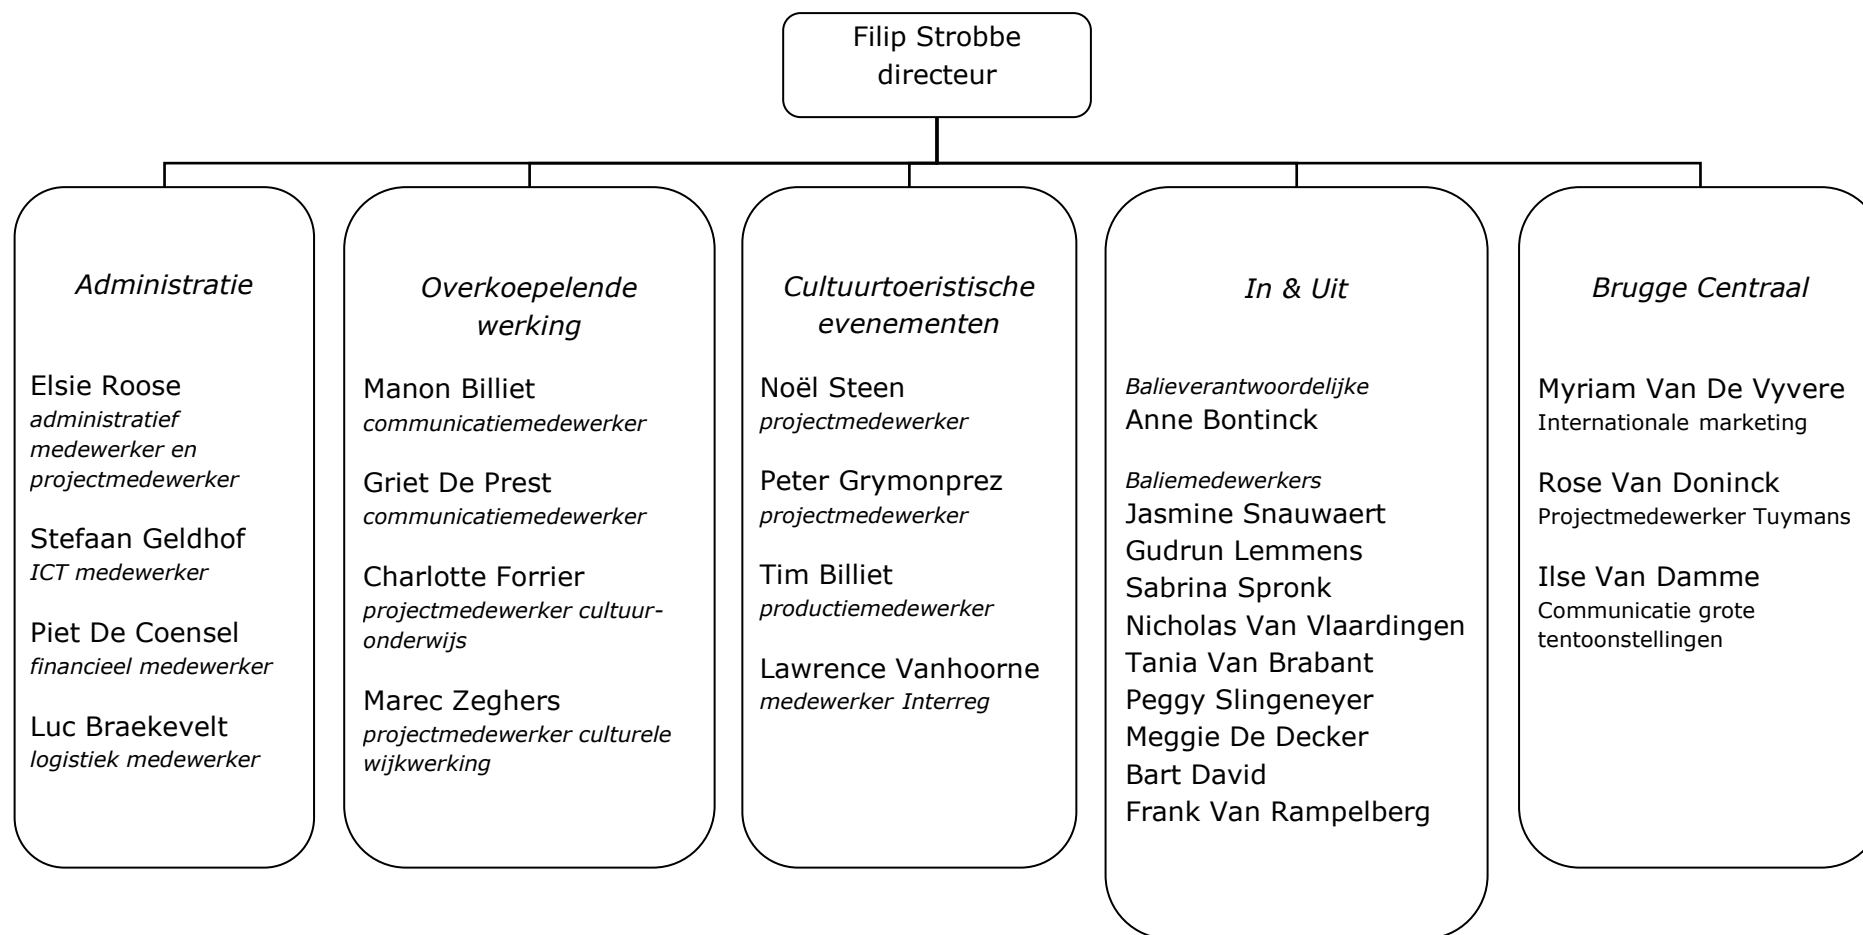 Filip Strobbe
directeur
Administratie
Elsie Roose
administratief
medewerker en
projectmedewerker
Stefaan Geldhof
ICT medewerker
Piet De Coensel
financieel medewerker
Luc Braekevelt
logistiek medewerker
Overkoepelende
werking
Manon Billiet
communicatiemedewerker
Griet De Prest
communicatiemedewerker
Charlotte Forrier
projectmedewerker cultuur-
onderwijs
Marec Zeghers
projectmedewerker culturele
wijkwerking
Cultuurtoeristische
evenementen
Noël Steen
projectmedewerker
Peter Grymonprez
projectmedewerker
Tim Billiet
productiemedewerker
Lawrence Vanhoorne
medewerker Interreg
In & Uit
Balieverantwoordelijke
Anne Bontinck
Baliemedewerkers
Jasmine Snauwaert
Gudrun Lemmens
Sabrina Spronk
Nicholas Van Vlaardingen
Tania Van Brabant
Peggy Slingeneyer
Meggie De Decker
Bart David
Frank Van Rampelberg
Brugge Centraal
Myriam Van De Vyvere
Internationale marketing
Rose Van Doninck
Projectmedewerker Tuymans
Ilse Van Damme
Communicatie grote
tentoonstellingen